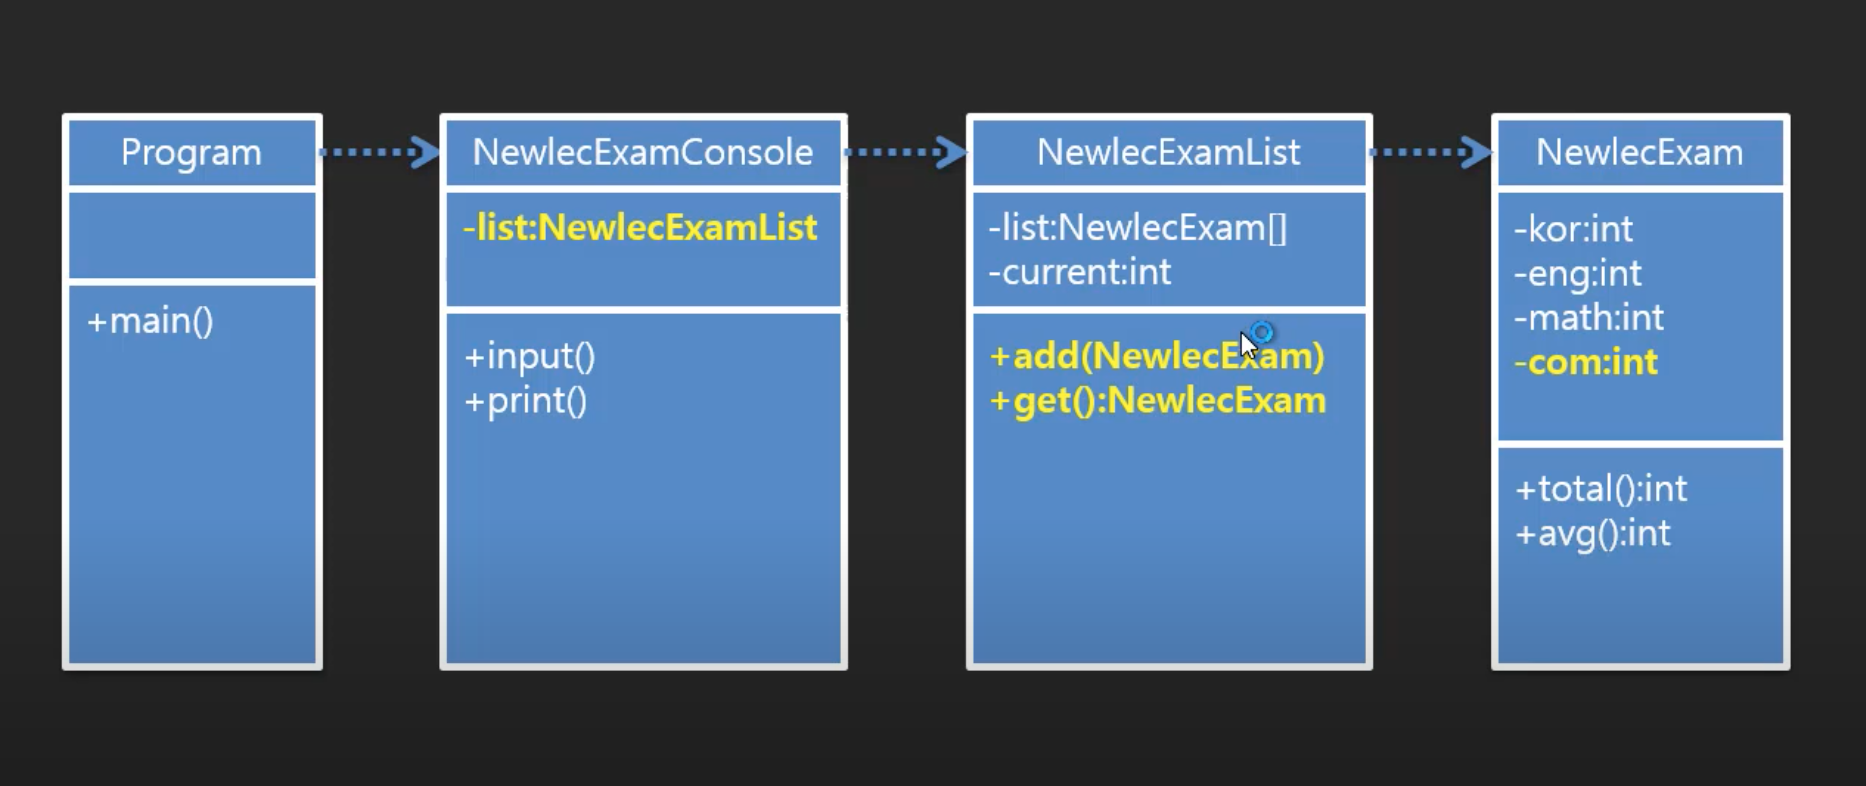 Program
+main()
NewlecExamConsole
-list:NewlecExamList
+input()
+print()
NewlecExamList
-list:NewlecExam[]
-current:int
+add(NewlecExam)
+get():NewlecExam
NewlecExam
-kor:int
-eng:int
-math:int
-com:int
+total():int
+avg():int